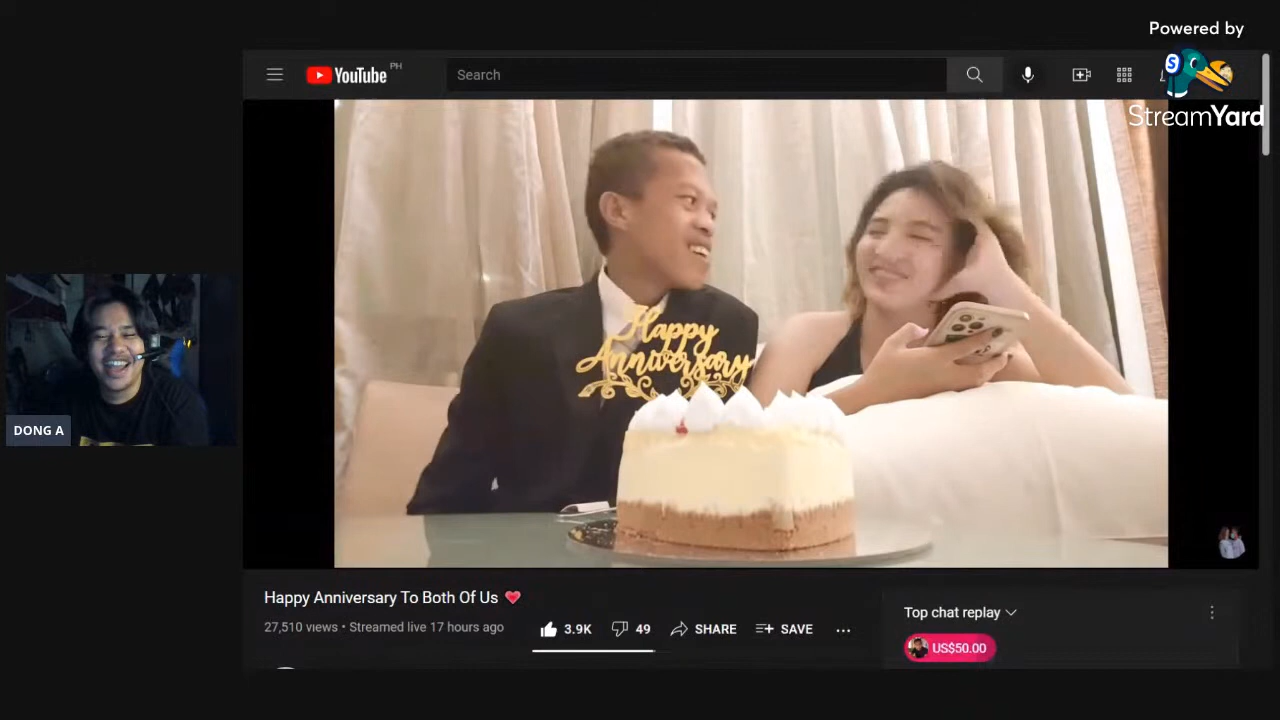 Powered by
StreamYard
YouTube PH
Search
Happy
Anniversary
DONG A
Happy Anniversary To Both Of Us
27,510 views • Streamed live 17 hours ago
3.9K
49
SHARE
SAVE
Top chat replay
US$50.00